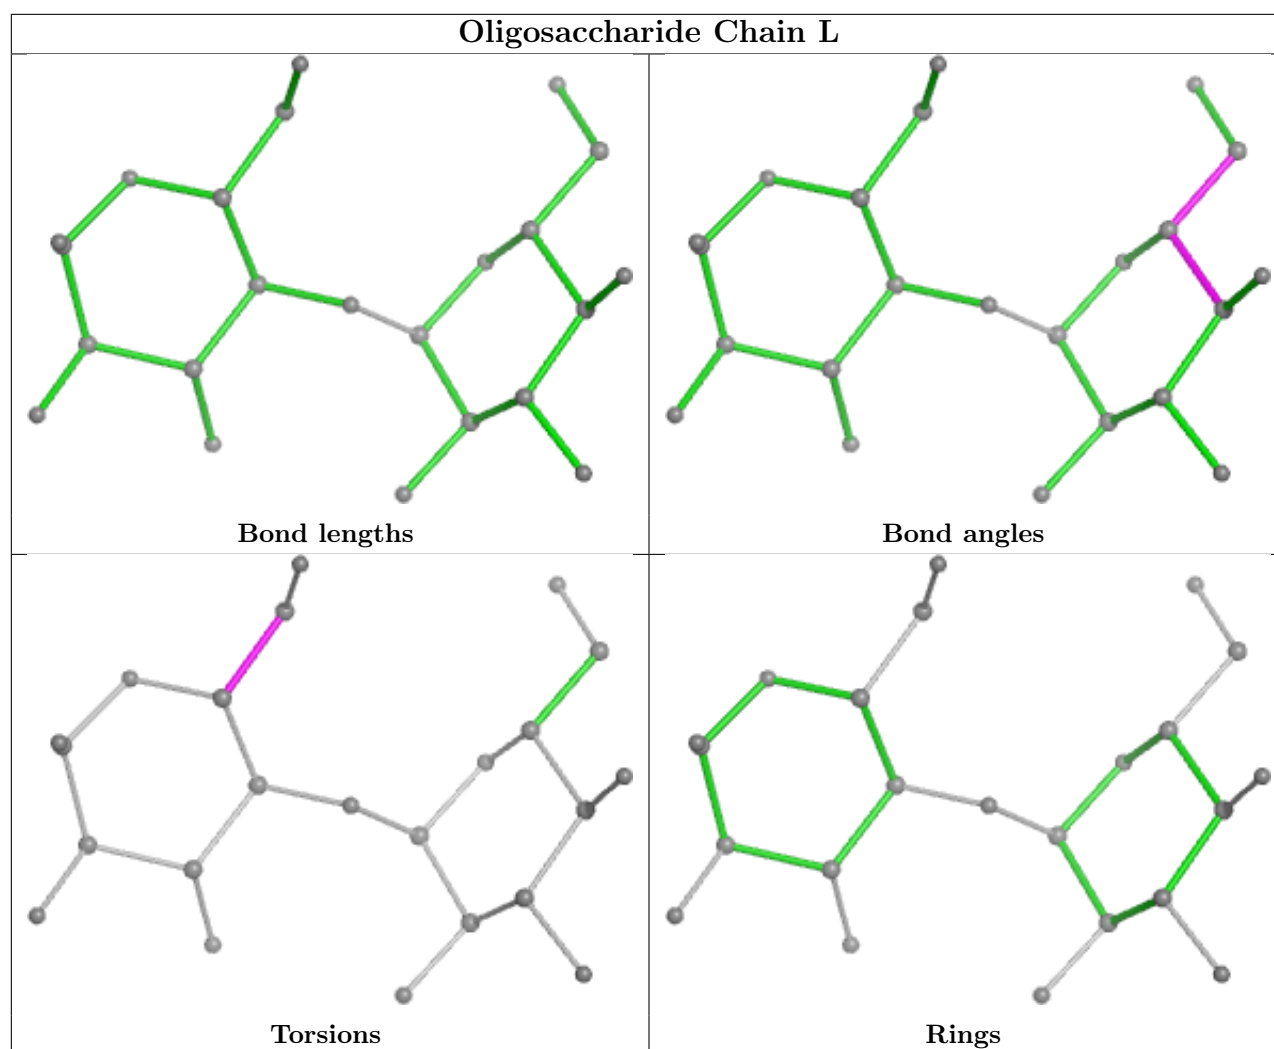 Oligosaccharide Chain L
Bond lengths
Bond angles
Torsions
Rings